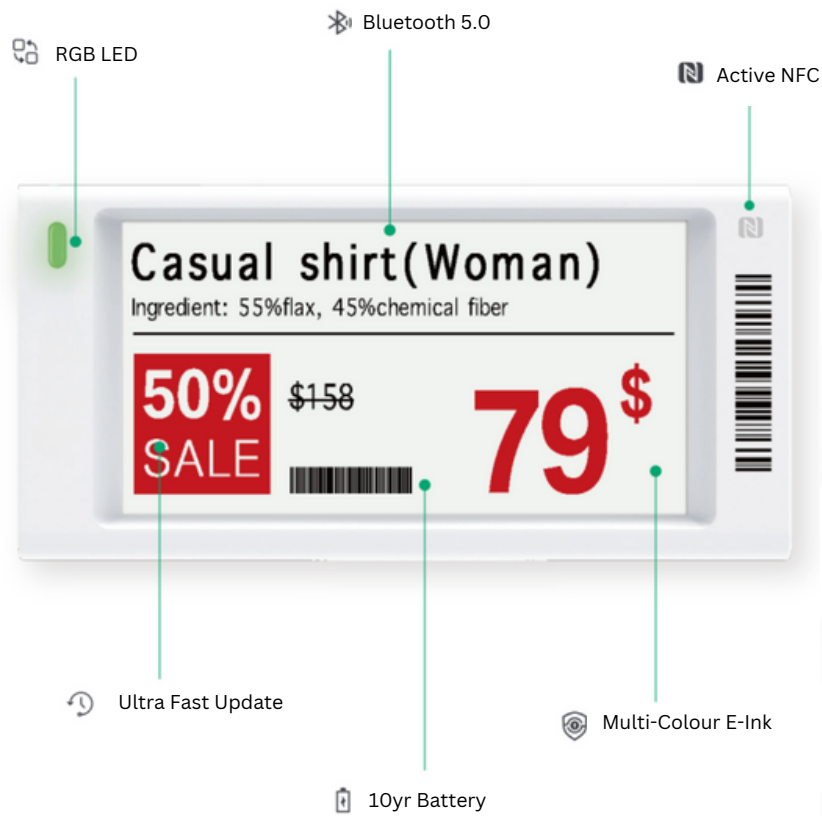 Bluetooth 5.0
RGB LED
Active NFC
Casual shirt(Woman)
Ingredient: 55%flax, 45%chemical fiber
50%
SALE
$158
79$
Ultra Fast Update
Multi-Colour E-Ink
10yr Battery